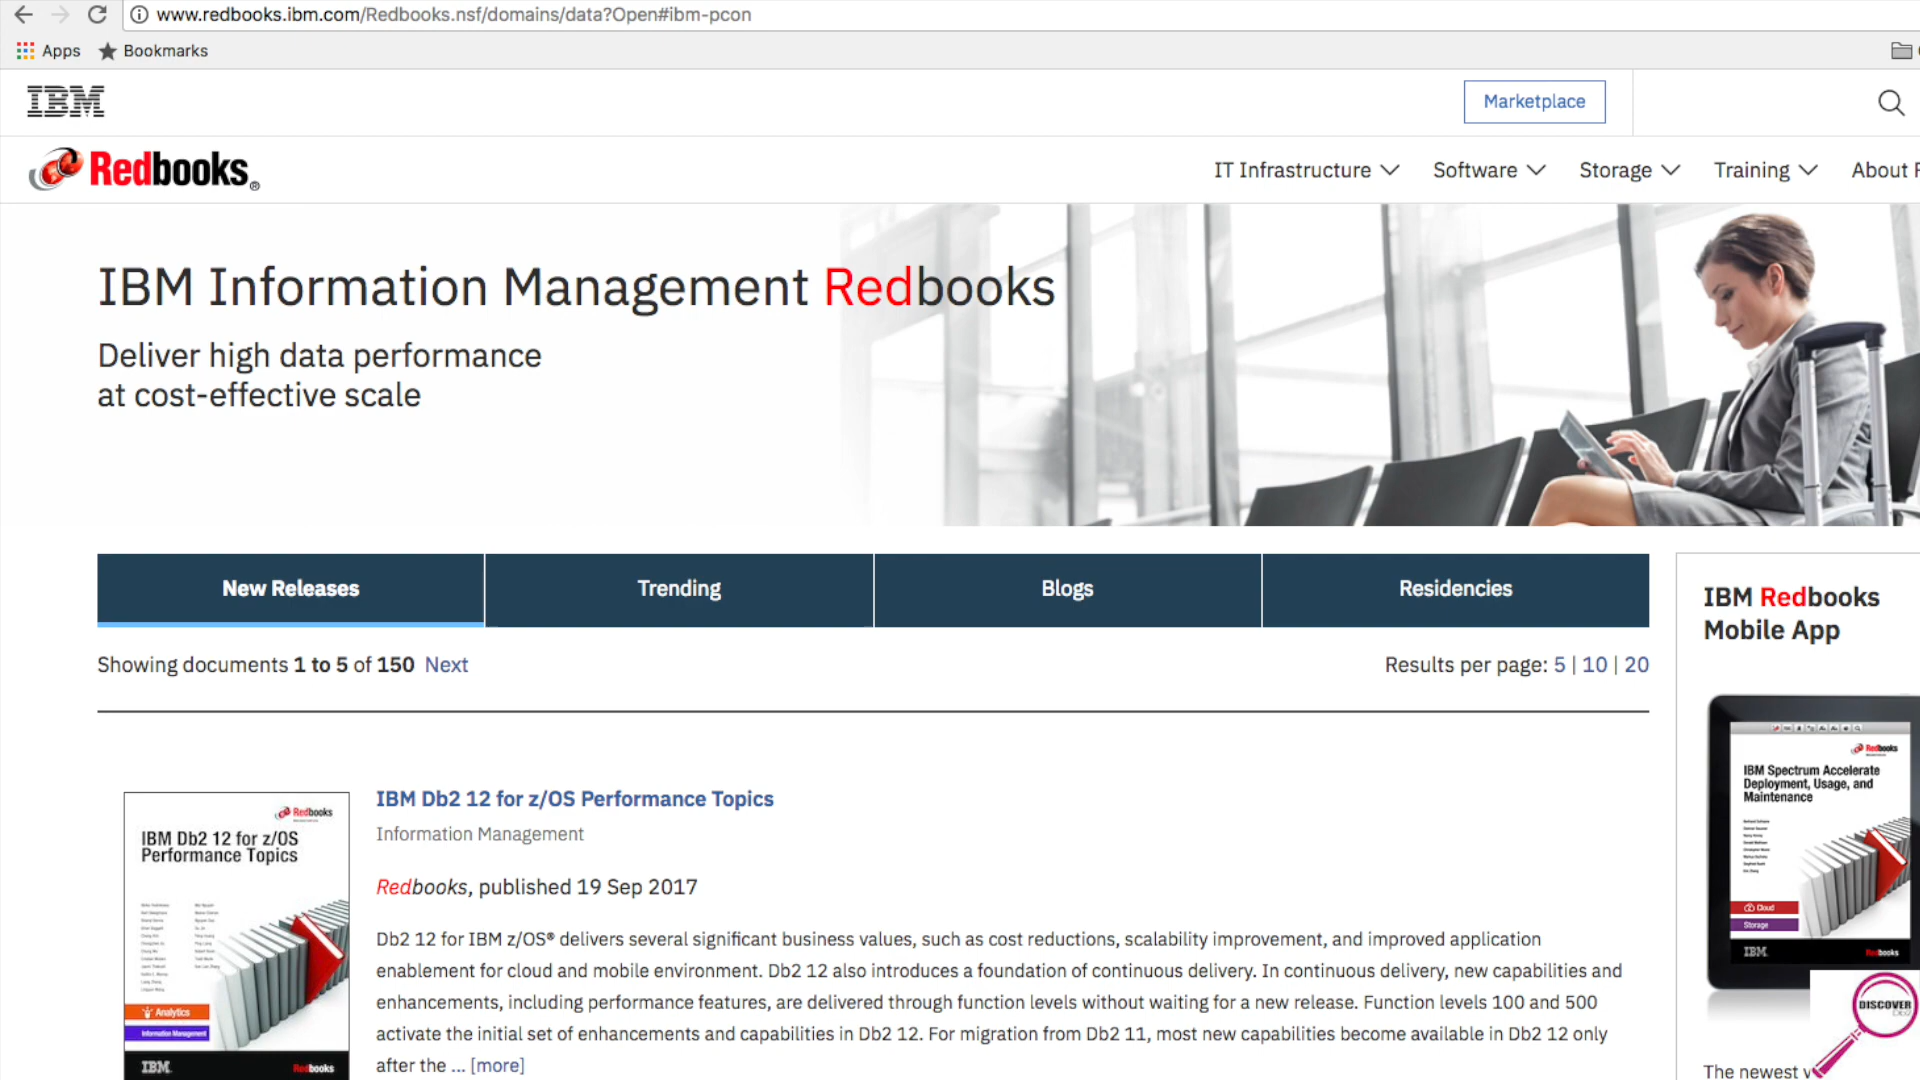 www.redbooks.ibm.com/Redbooks.nsf/domains/data?Open#ibm-pcon
Apps Bookmarks
IBM
Marketplace
Redbooks®
IT Infrastructure Software Storage Training About
IBM Information Management Redbooks
Deliver high data performance
at cost-effective scale
New Releases Trending Blogs Residencies
Showing documents 1 to 5 of 150 Next
Results per page: 5 | 10 | 20
IBM Redbooks
Mobile App
Redbooks
IBM Spectrum Accelerate
Deployment, Usage, and
Maintenance
Cloud
Storage
IBM Redbooks
Redbooks
IBM Db2 12 for z/OS
Performance Topics
Analytics
Information Management
IBM Redbooks
IBM Db2 12 for z/OS Performance Topics
Information Management
Redbooks, published 19 Sep 2017
Db2 12 for IBM z/OS® delivers several significant business values, such as cost reductions, scalability improvement, and improved application
enablement for cloud and mobile environment. Db2 12 also introduces a foundation of continuous delivery. In continuous delivery, new capabilities and
enhancements, including performance features, are delivered through function levels without waiting for a new release. Function levels 100 and 500
activate the initial set of enhancements and capabilities in Db2 12. For migration from Db2 11, most new capabilities become available in Db2 12 only
after the ... [more]
DISCOVER
Db2
The newest